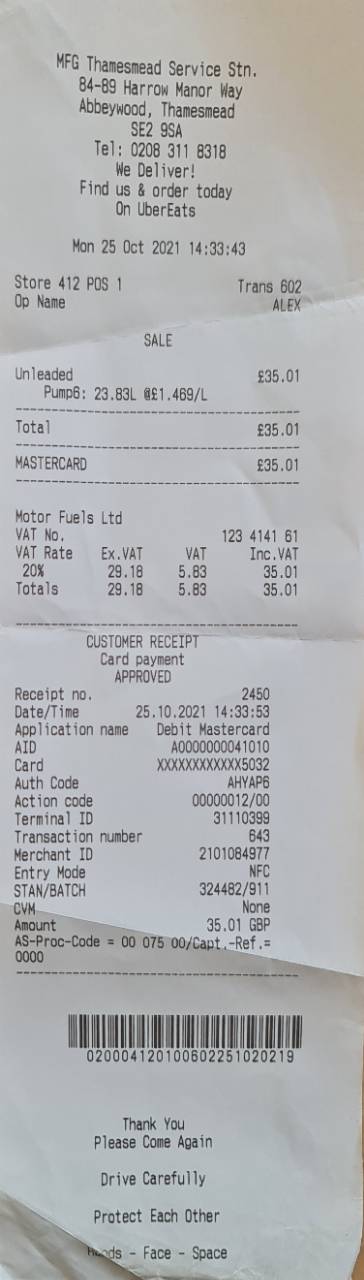 MFG Thamesmead Service Stn.
84-89 Harrow Manor Way
Abbeywood, Thamesmead
SE2 9SA
Tel: 0208 311 8318
We Deliver!
Find us & order today
On UberEats
Mon 25 Oct 2021 14:33:43
Store 412 POS 1 Trans 602
Op Name ALEX
SALE
Unleaded £35.01
Pump6: 23.83L @£1.469/L
Total £35.01
MASTERCARD £35.01
Motor Fuels Ltd
VAT No. 123 4141 61
VAT Rate Ex.VAT VAT Inc.VAT
20% 29.18 5.83 35.01
Totals 29.18 5.83 35.01
CUSTOMER RECEIPT
Card payment
APPROVED
Receipt no. 2450
Date/Time 25.10.2021 14:33:53
Application name Debit Mastercard
AID A0000000041010
Card XXXXXXXXXXXX5032
Auth Code AHYAP6
Action code 00000012/00
Terminal ID 31110399
Transaction number 643
Merchant ID 2101084977
Entry Mode NFC
STAN/BATCH 324482/911
CVM None
Amount 35.01 GBP
AS-Proc-Code = 00 075 00/Capt.-Ref.=
0000
020004120100602251020219
Thank You
Please Come Again
Drive Carefully
Protect Each Other
Hands - Face - Space